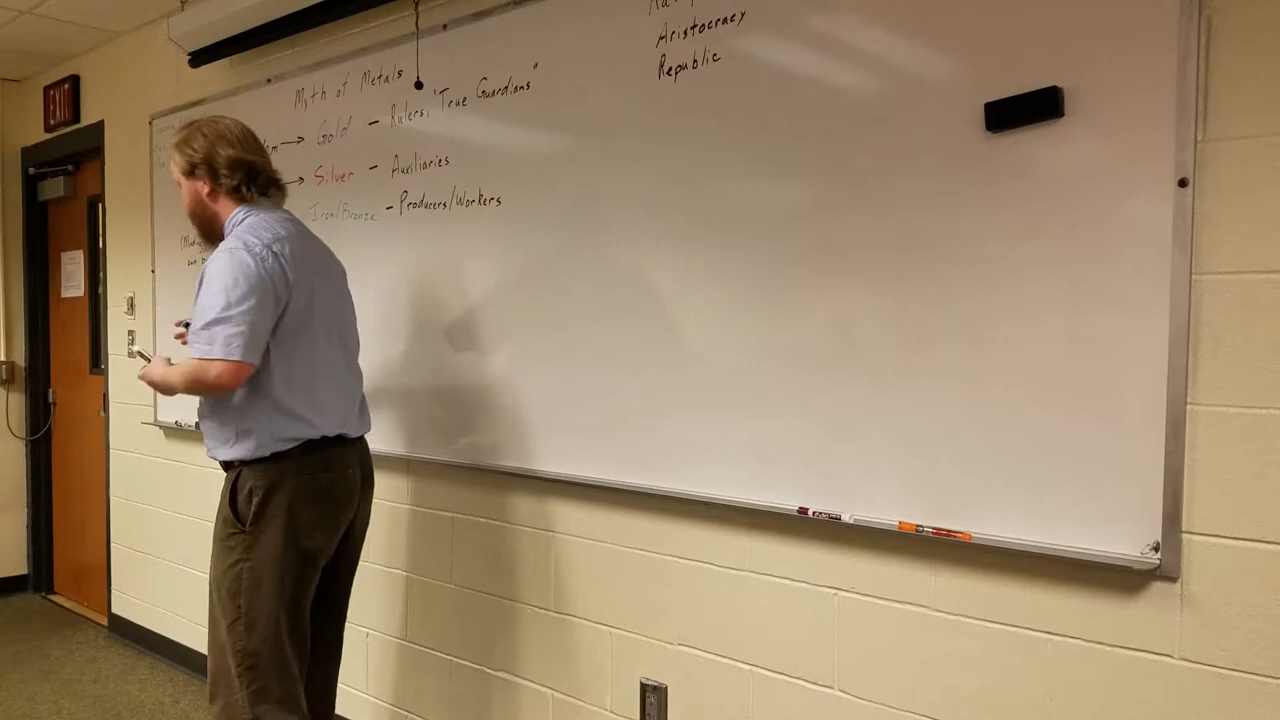 EXIT
Myth of Metals
Gold - Rulers, "True Guardians"
Silver - Auxiliaries
Iron/Bronze - Producers/Workers
Aristocracy
Republic